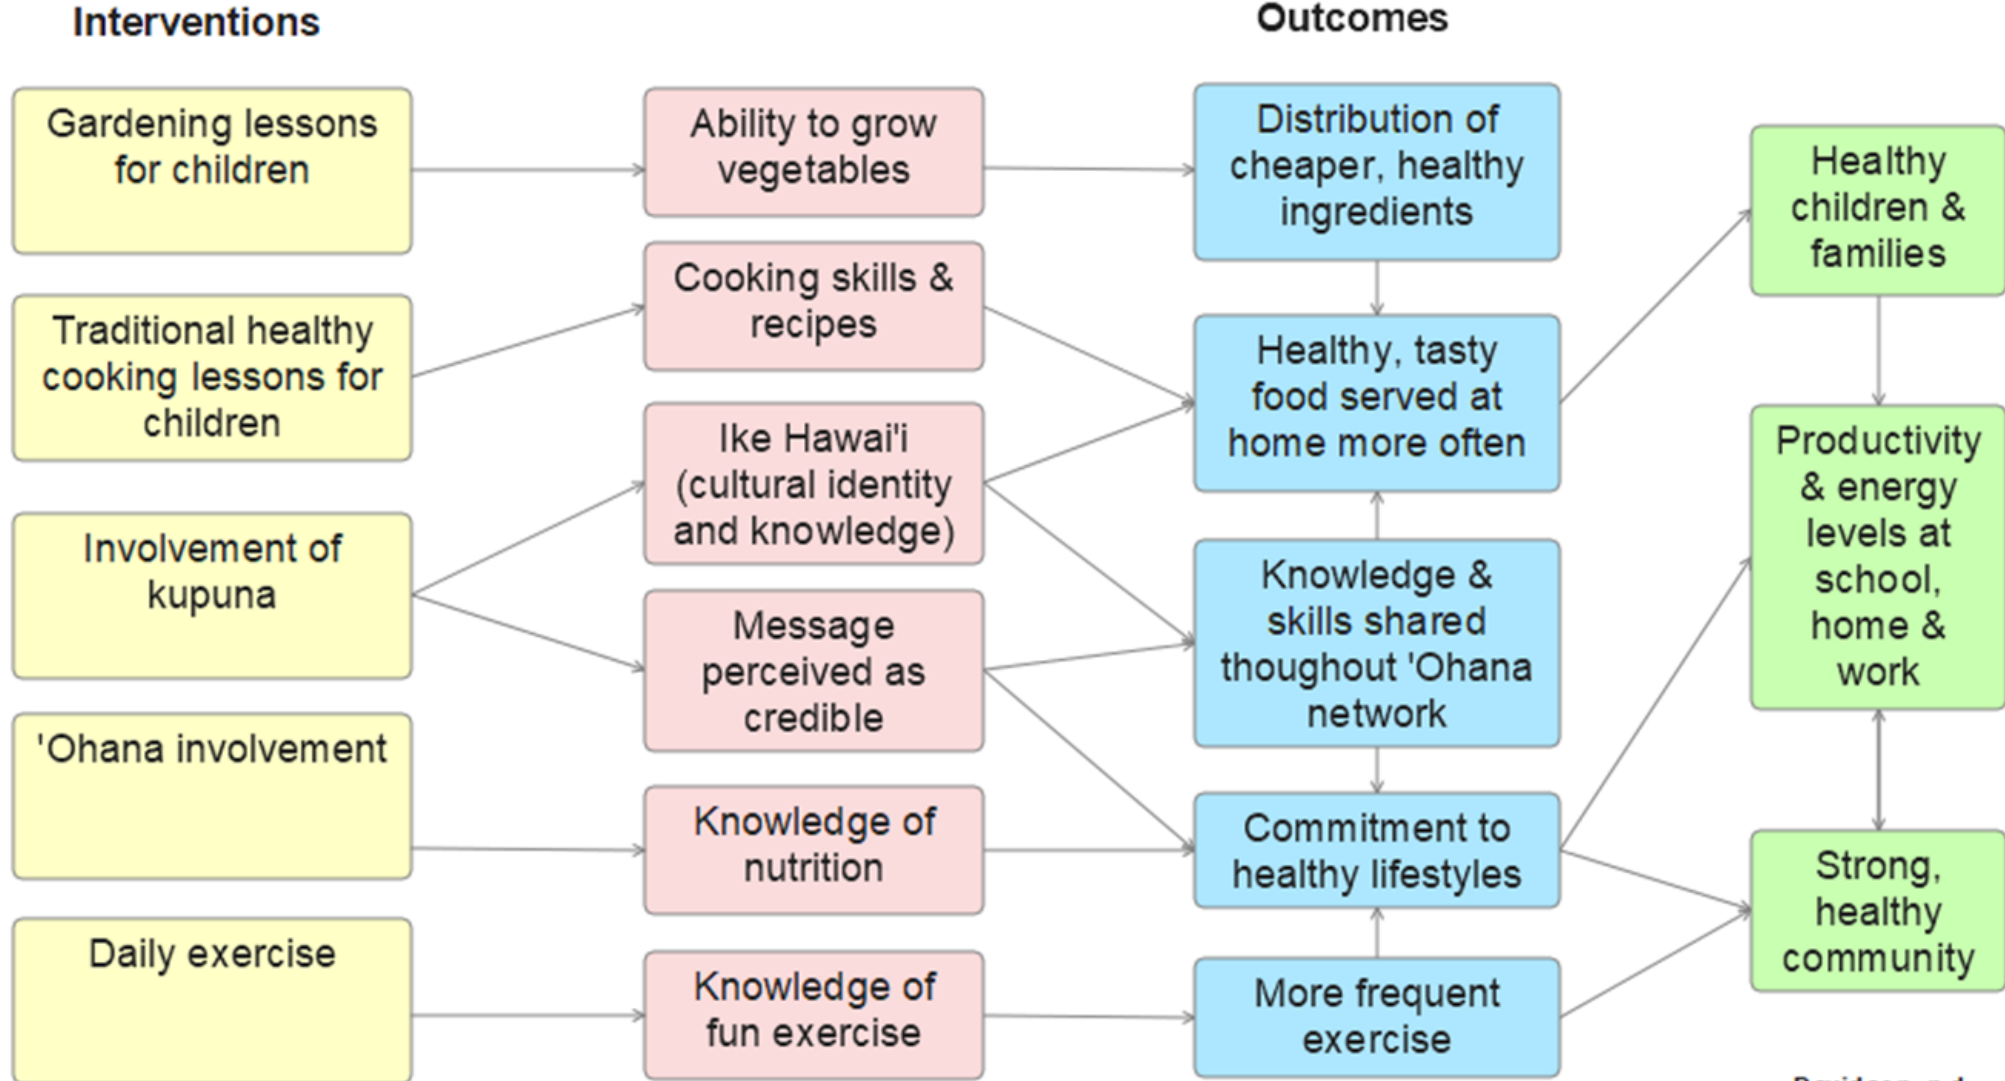 Interventions
Outcomes
Gardening lessons
for children
Traditional healthy
cooking lessons for
children
Involvement of
kupuna
'Ohana involvement
Daily exercise
Ability to grow
vegetables
Cooking skills &
recipes
Ike Hawai'i
(cultural identity
and knowledge)
Message
perceived as
credible
Knowledge of
nutrition
Knowledge of
fun exercise
Distribution of
cheaper, healthy
ingredients
Healthy, tasty
food served at
home more often
Knowledge &
skills shared
thoughout 'Ohana
network
Commitment to
healthy lifestyles
More frequent
exercise
Healthy
children &
families
Productivity
& energy
levels at
school,
home &
work
Strong,
healthy
community